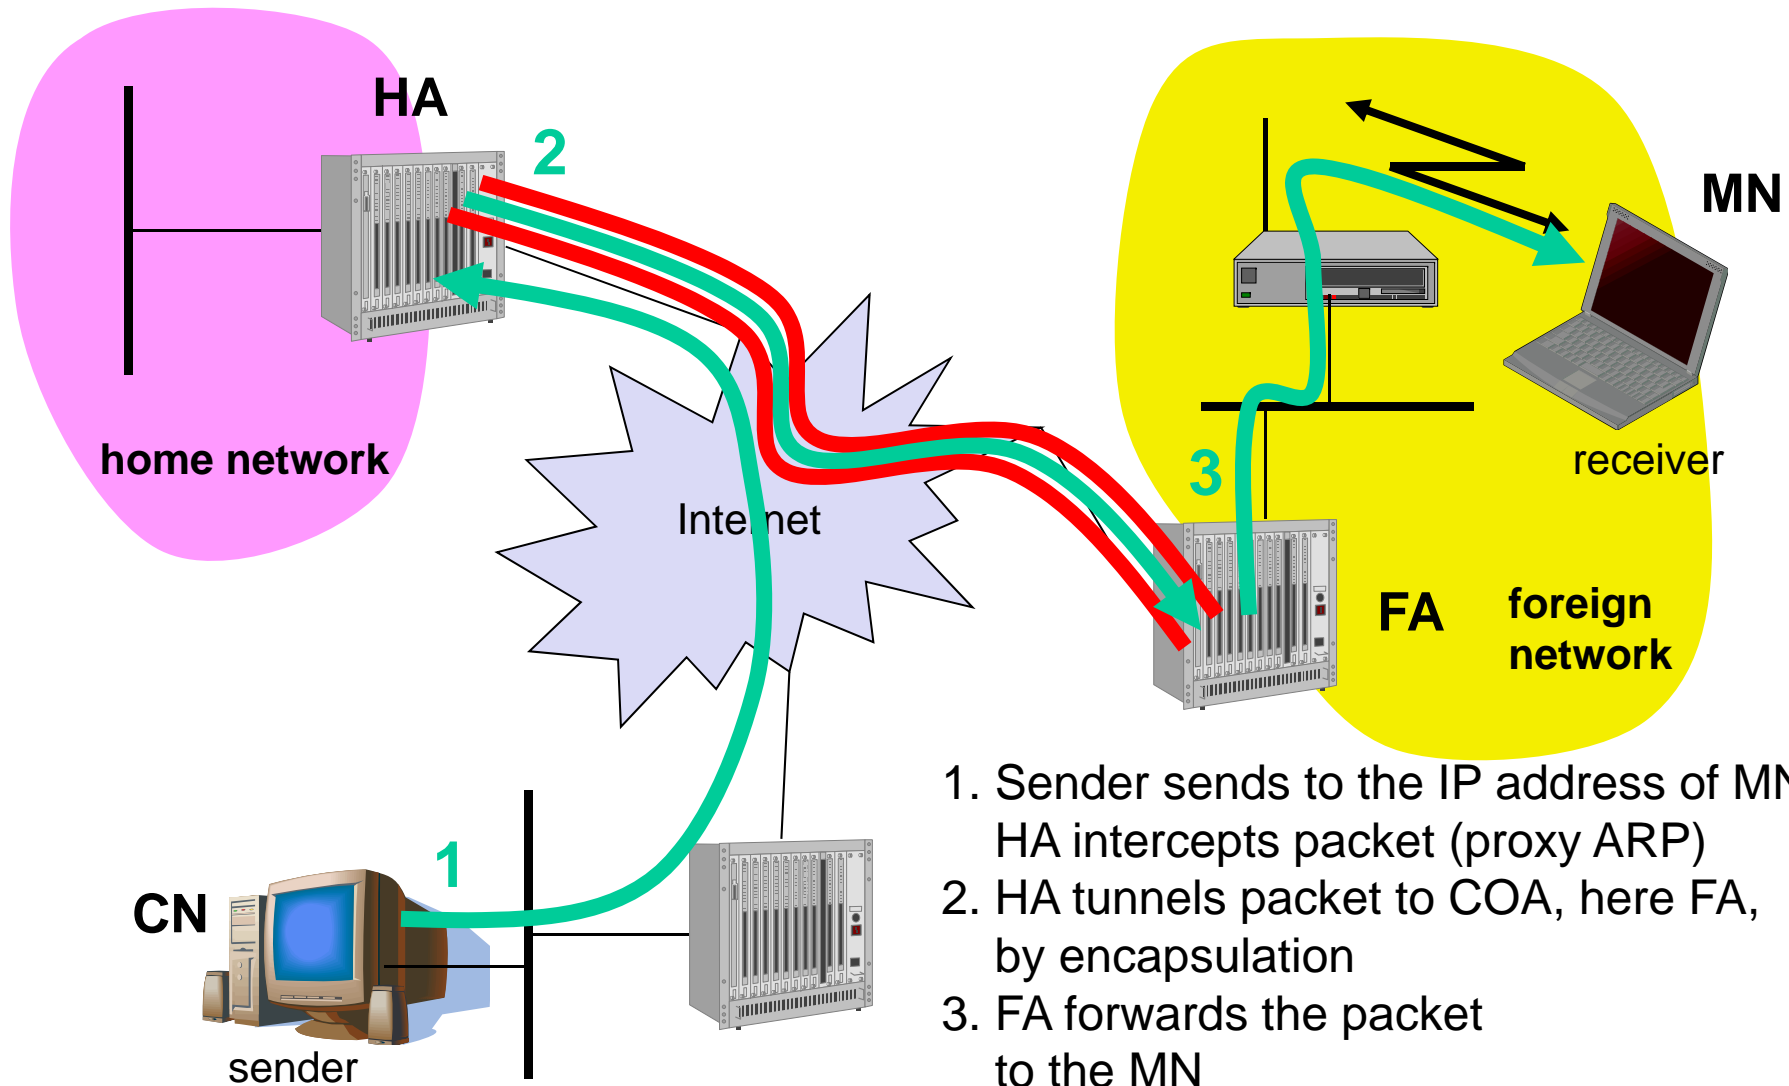 HA
2
MN
home network
Internet
3
receiver
FA
foreign
network
1. Sender sends to the IP address of MN
HA intercepts packet (proxy ARP)
2. HA tunnels packet to COA, here FA,
by encapsulation
3. FA forwards the packet
to the MN
1
CN
sender